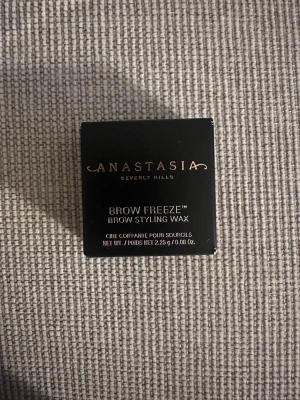 ANASTASIA
BEVERLY HILLS
BROW FREEZE™
BROW STYLING WAX
CIRE COIFFANTE POUR SOURCILS
NET WT. / POIDS NET 2.25 g / 0.08 Oz.